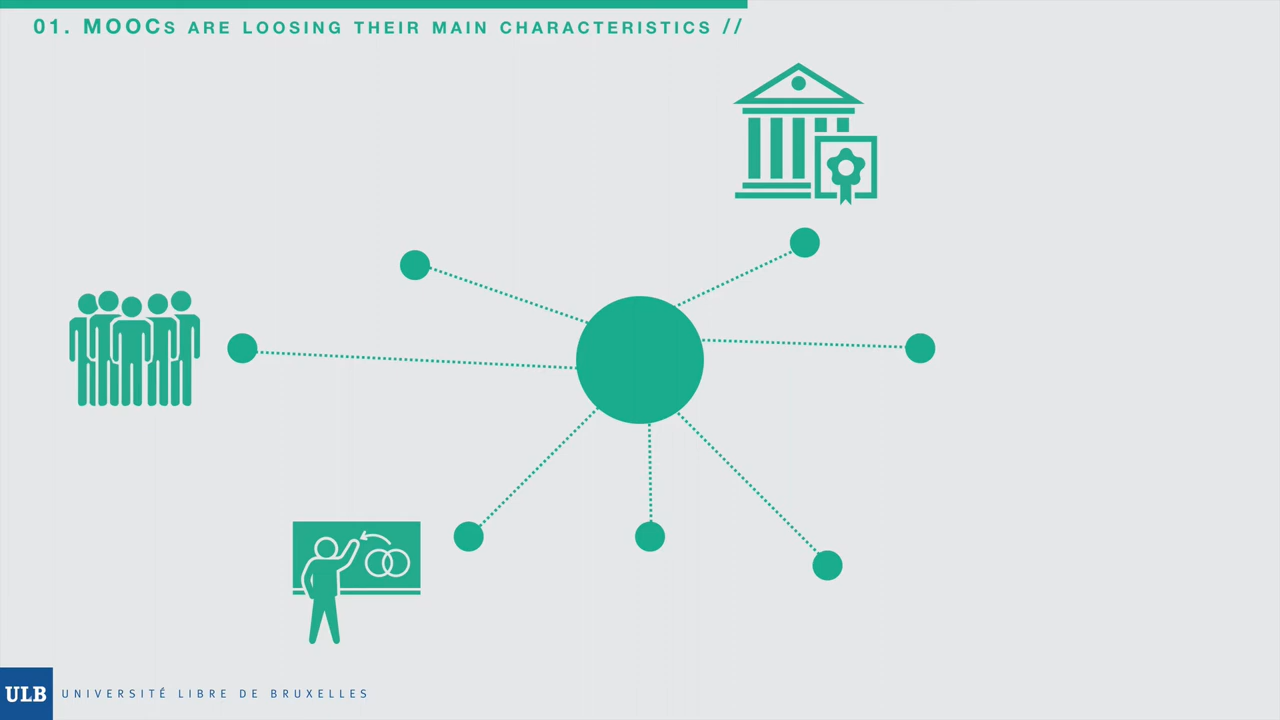 01. MOOCs ARE LOOSING THEIR MAIN CHARACTERISTICS //
ULB UNIVERSITÉ LIBRE DE BRUXELLES